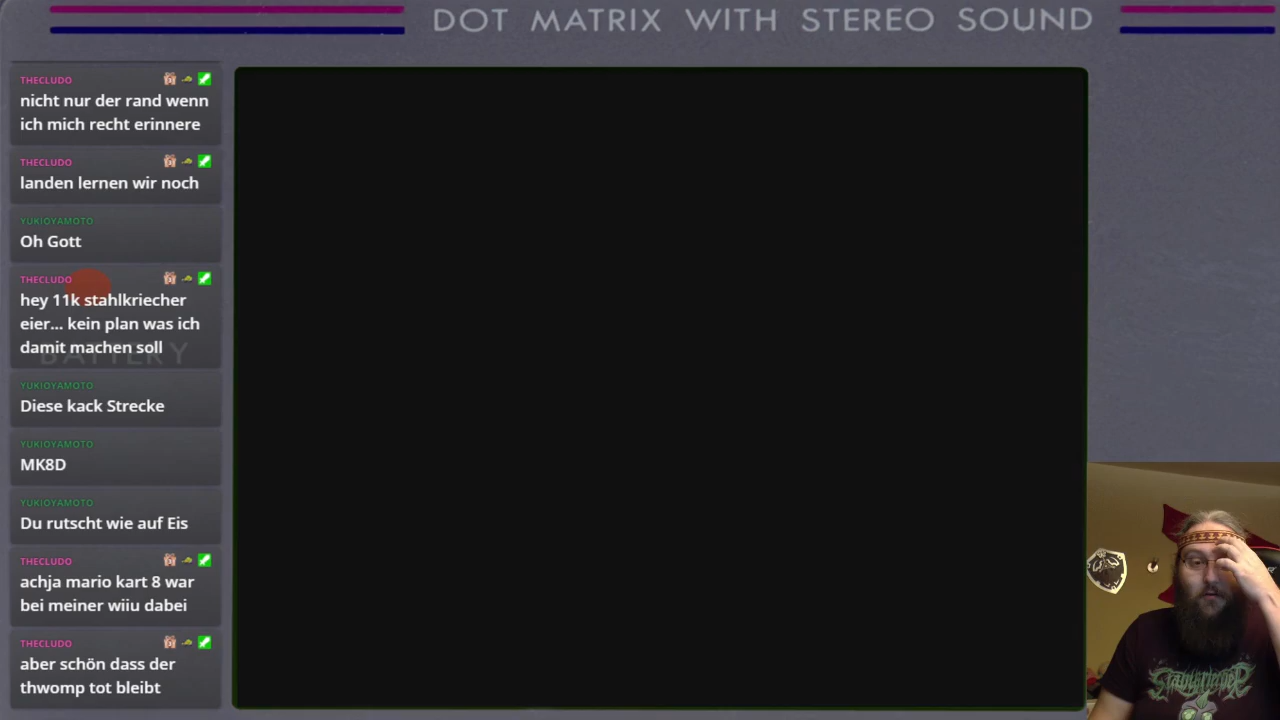 DOT MATRIX WITH STEREO SOUND
THECLUDO
nicht nur der rand wenn
ich mich recht erinnere
THECLUDO
landen lernen wir noch
YUKIOYAMOTO
Oh Gott
THECLUDO
hey 11k stahlkriecher
eier... kein plan was ich
damit machen soll
BATTERY
YUKIOYAMOTO
Diese kack Strecke
YUKIOYAMOTO
MK8D
YUKIOYAMOTO
Du rutscht wie auf Eis
THECLUDO
achja mario kart 8 war
bei meiner wiiu dabei
THECLUDO
aber schön dass der
thwomp tot bleibt